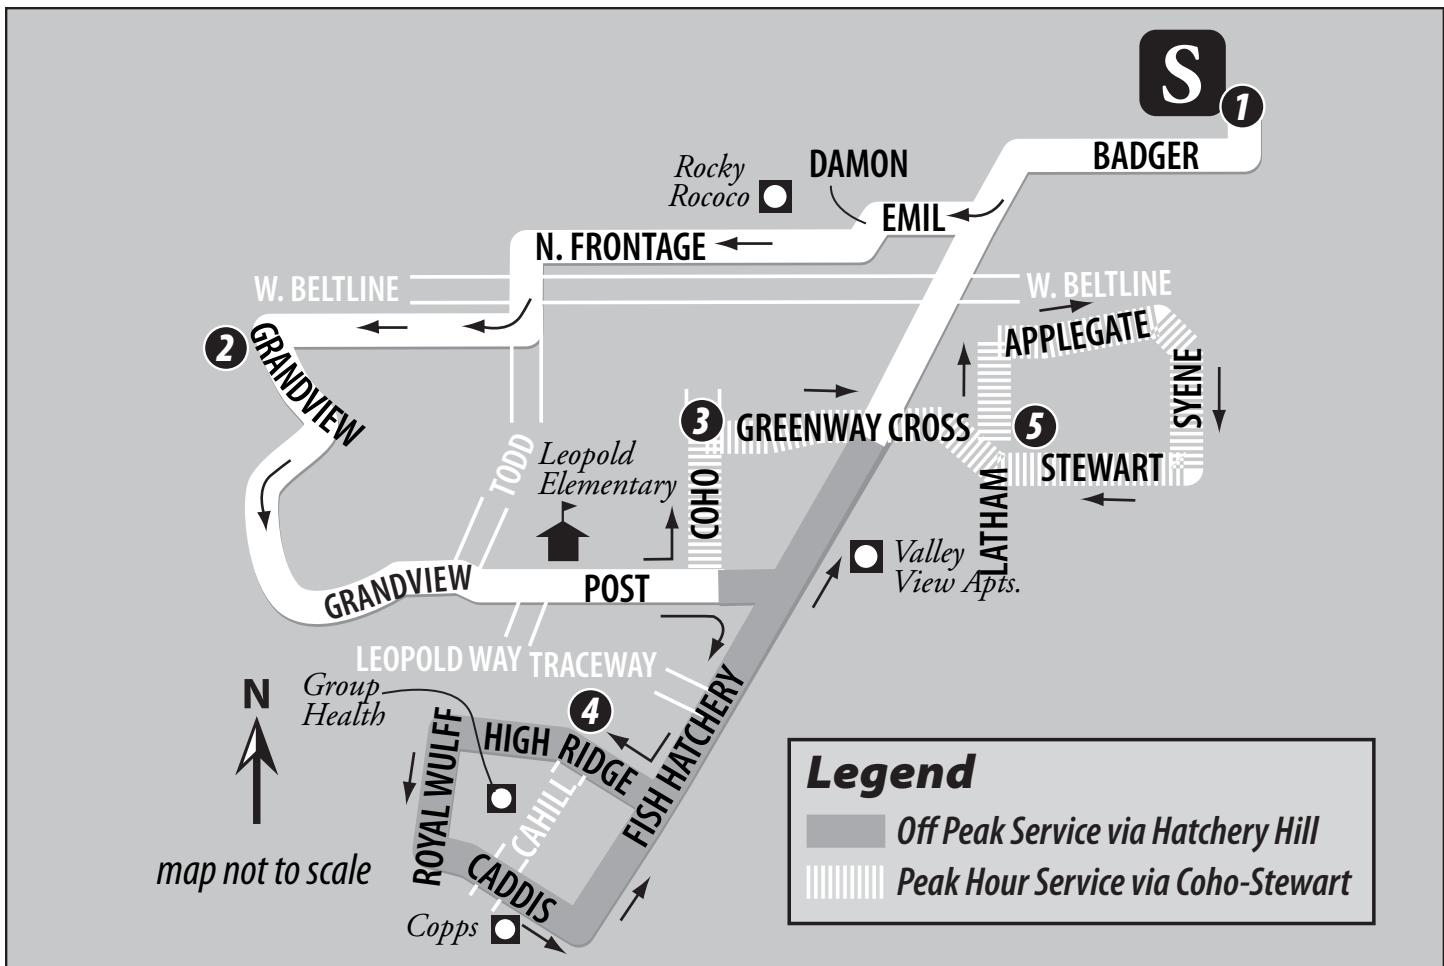 S
1
BADGER
DAMON
Rocky
Rococo
EMIL
N. FRONTAGE
W. BELTLINE
W. BELTLINE
2
GRANDVIEW
APPLEGATE
SYENE
3
GREENWAY CROSS
5
TODD
Leopold
Elementary
COHO
STEWART
LATHAM
Valley
View Apts.
GRANDVIEW
POST
LEOPOLD WAY
TRACEWAY
N
Group
Health
4
HIGH RIDGE
FISH HATCHERY
ROYAL WULFF
CAHILL
CADDIS
Copps
map not to scale
Legend
Off Peak Service via Hatchery Hill
Peak Hour Service via Coho-Stewart